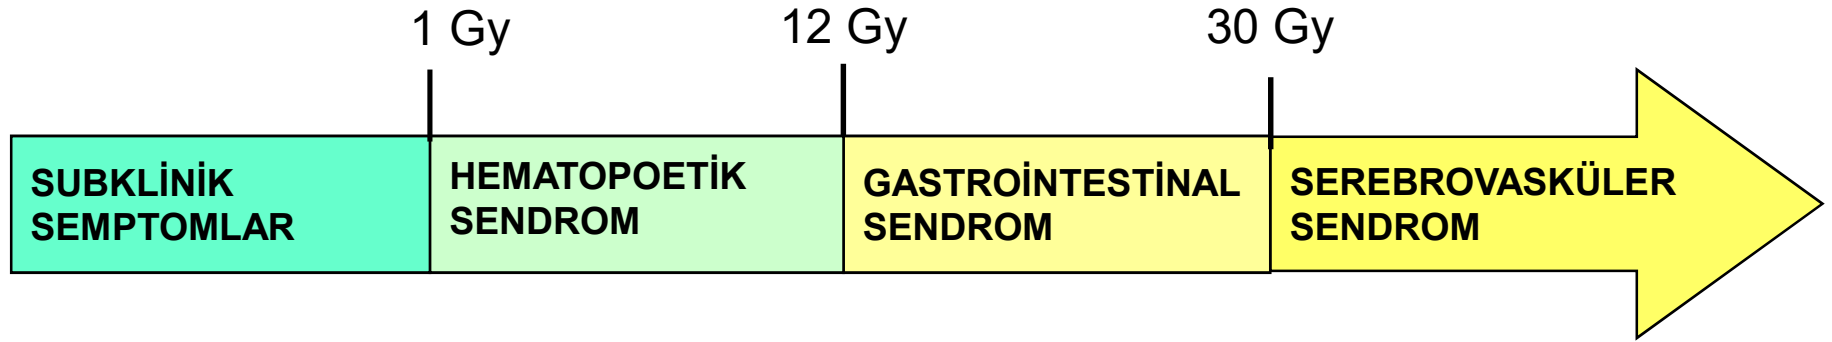 1 Gy
12 Gy
30 Gy
SUBKLİNİK
SEMPTOMLAR
HEMATOPOETİK
SENDROM
GASTROİNTESTİNAL
SENDROM
SEREBROVASKÜLER
SENDROM